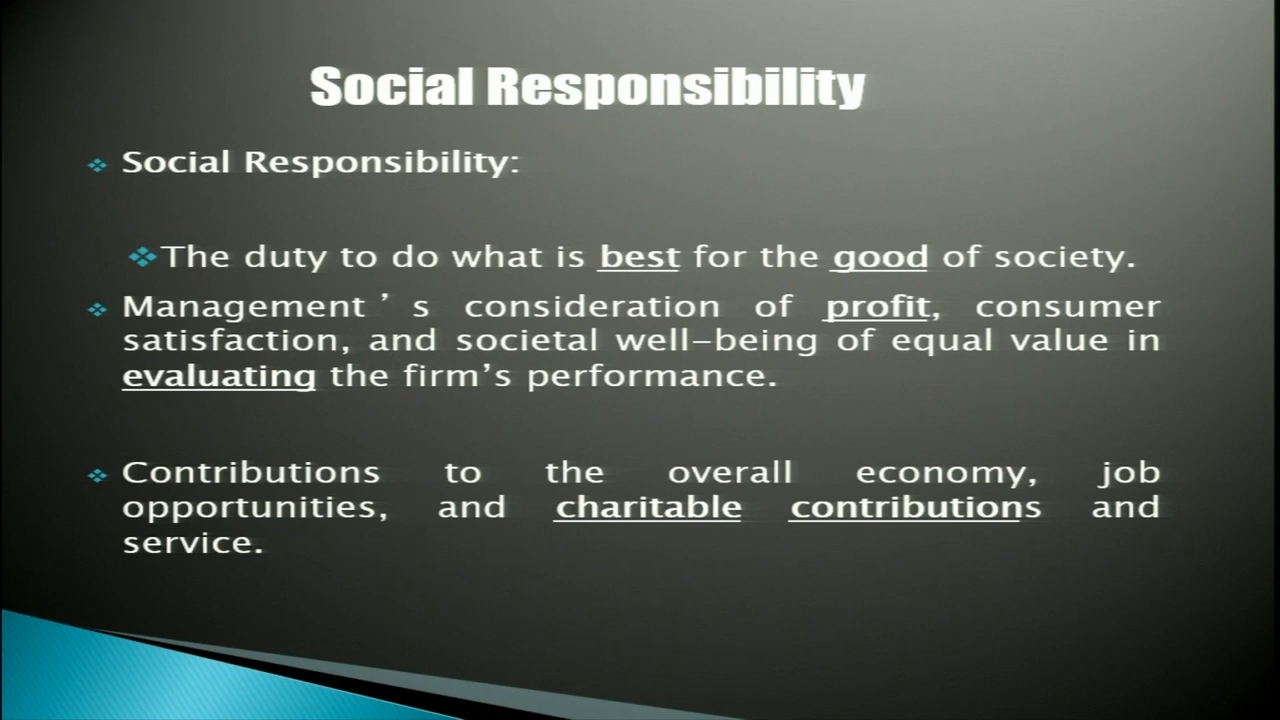 Social Responsibility
Social Responsibility:
The duty to do what is best for the good of society.
Management's consideration of profit, consumer
satisfaction, and societal well-being of equal value in
evaluating the firm's performance.
Contributions to the overall economy, job
opportunities, and charitable contributions and
service.